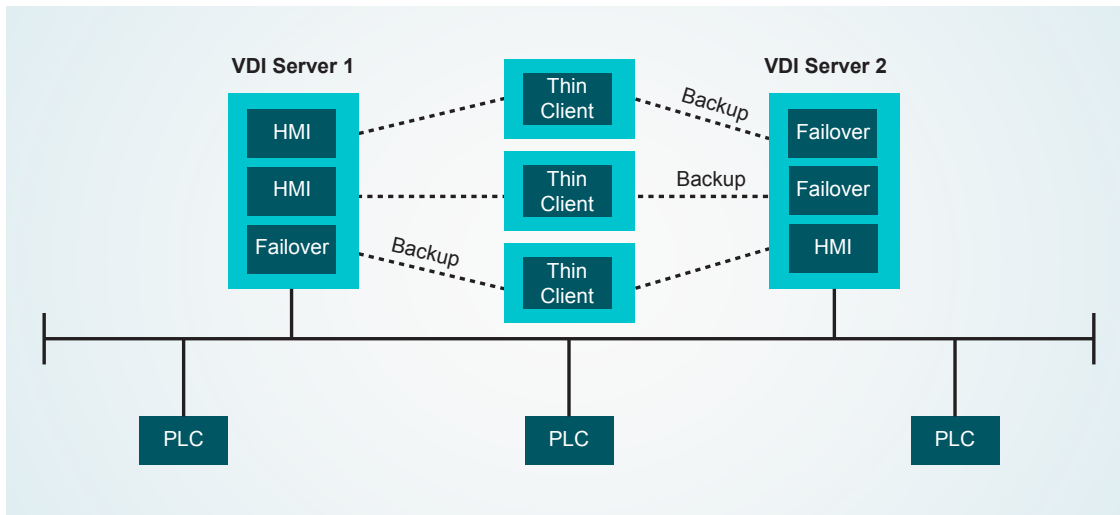 VDI Server 1
VDI Server 2
HMI
HMI
Failover
Thin
Client
Thin
Client
Thin
Client
Backup
Backup
Backup
Failover
Failover
HMI
PLC
PLC
PLC